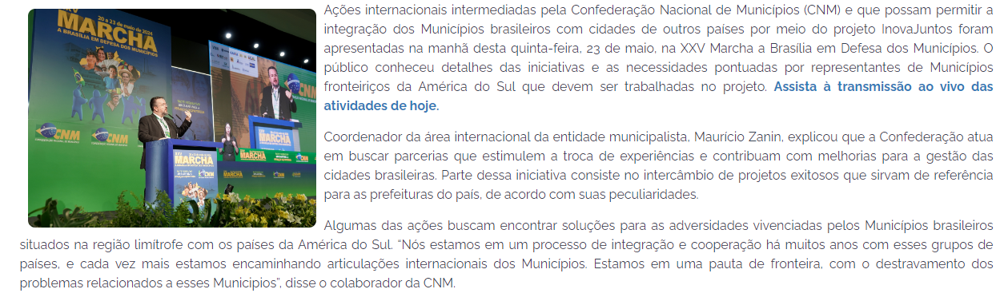 XXV
20 a 23 de maio de 2024
MARCHA
A BRASÍLIA EM DEFESA DOS MUNICÍPIOS
CNM
CNM
CNM
MARCHA
MARCHA
MARCHA
CNM
Ações internacionais intermediadas pela Confederação Nacional de Municípios (CNM) e que possam permitir a
integração dos Municípios brasileiros com cidades de outros países por meio do projeto InovaJuntos foram
apresentadas na manhã desta quinta-feira, 23 de maio, na XXV Marcha a Brasília em Defesa dos Municípios. O
público conheceu detalhes das iniciativas e as necessidades pontuadas por representantes de Municípios
fronteiriços da América do Sul que devem ser trabalhadas no projeto. Assista à transmissão ao vivo das
atividades de hoje.
Coordenador da área internacional da entidade municipalista, Maurício Zanin, explicou que a Confederação atua
em buscar parcerias que estimulem a troca de experiências e contribuam com melhorias para a gestão das
cidades brasileiras. Parte dessa iniciativa consiste no intercâmbio de projetos exitosos que sirvam de referência
para as prefeituras do país, de acordo com suas peculiaridades.
Algumas das ações buscam encontrar soluções para as adversidades vivenciadas pelos Municípios brasileiros
situados na região limítrofe com os países da América do Sul. “Nós estamos em um processo de integração e cooperação há muitos anos com esses grupos de
países, e cada vez mais estamos encaminhando articulações internacionais dos Municípios. Estamos em uma pauta de fronteira, com o destravamento dos
problemas relacionados a esses Municipios”, disse o colaborador da CNM.